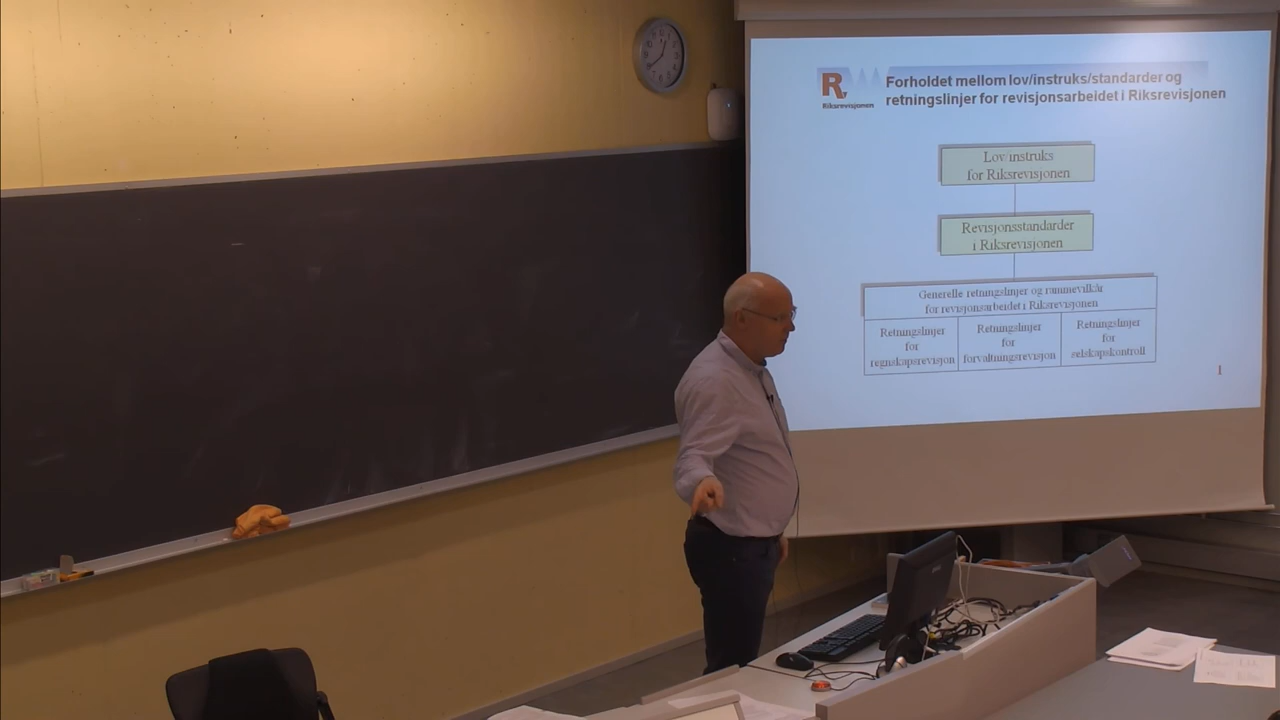 R
Riksrevisjonen
Forholdet mellom lov/instruks/standarder og
retningslinjer for revisjonsarbeidet i Riksrevisjonen
Lov/instruks
for Riksrevisjonen
Revisjonsstandarder
i Riksrevisjonen
Generelle retningslinjer og rammevilkår
for revisjonsarbeidet i Riksrevisjonen
Retningslinjer
for
regnskapsrevisjon
Retningslinjer
for
forvaltningsrevisjon
Retningslinjer
for
selskapskontroll
1